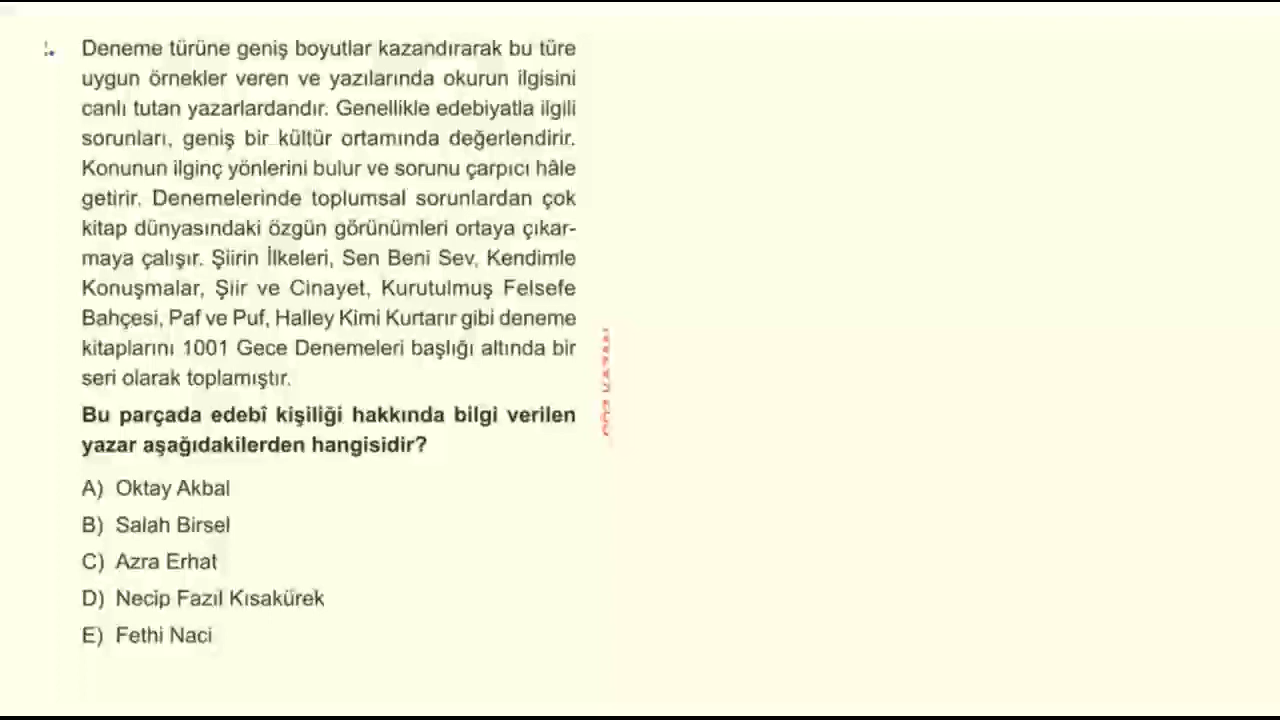 Deneme türüne geniş boyutlar kazandırarak bu türe
uygun örnekler veren ve yazılarında okurun ilgisini
canlı tutan yazarlardandır. Genellikle edebiyatla ilgili
sorunları, geniş bir kültür ortamında değerlendirir.
Konunun ilginç yönlerini bulur ve sorunu çarpıcı hâle
getirir. Denemelerinde toplumsal sorunlardan çok
kitap dünyasındaki özgün görünümleri ortaya çıkar-
maya çalışır. Şiirin İlkeleri, Sen Beni Sev, Kendimle
Konuşmalar, Şiir ve Cinayet, Kurutulmuş Felsefe
Bahçesi, Paf ve Puf, Halley Kimi Kurtarır gibi deneme
kitaplarını 1001 Gece Denemeleri başlığı altında bir
seri olarak toplamıştır.
Bu parçada edebî kişiliği hakkında bilgi verilen
yazar aşağıdakilerden hangisidir?
A) Oktay Akbal
B) Salah Birsel
C) Azra Erhat
D) Necip Fazıl Kısakürek
E) Fethi Naci